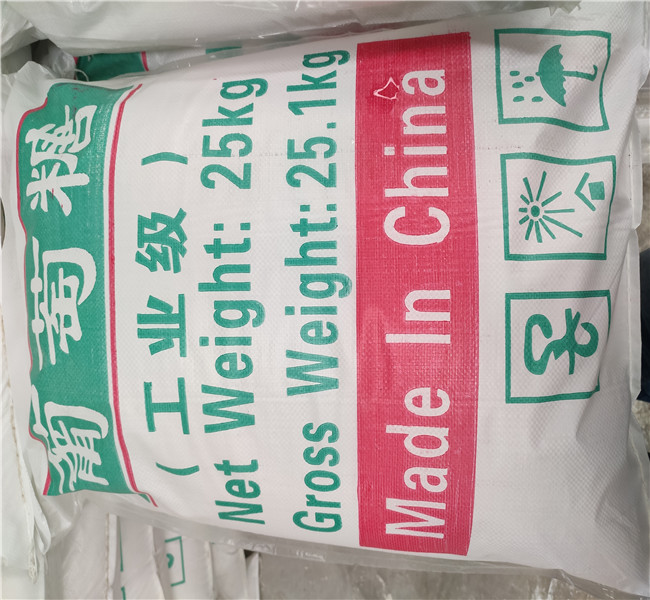 葡萄糖
（工业级）
Net Weight: 25kg
Gross Weight:25.1kg
Made In China